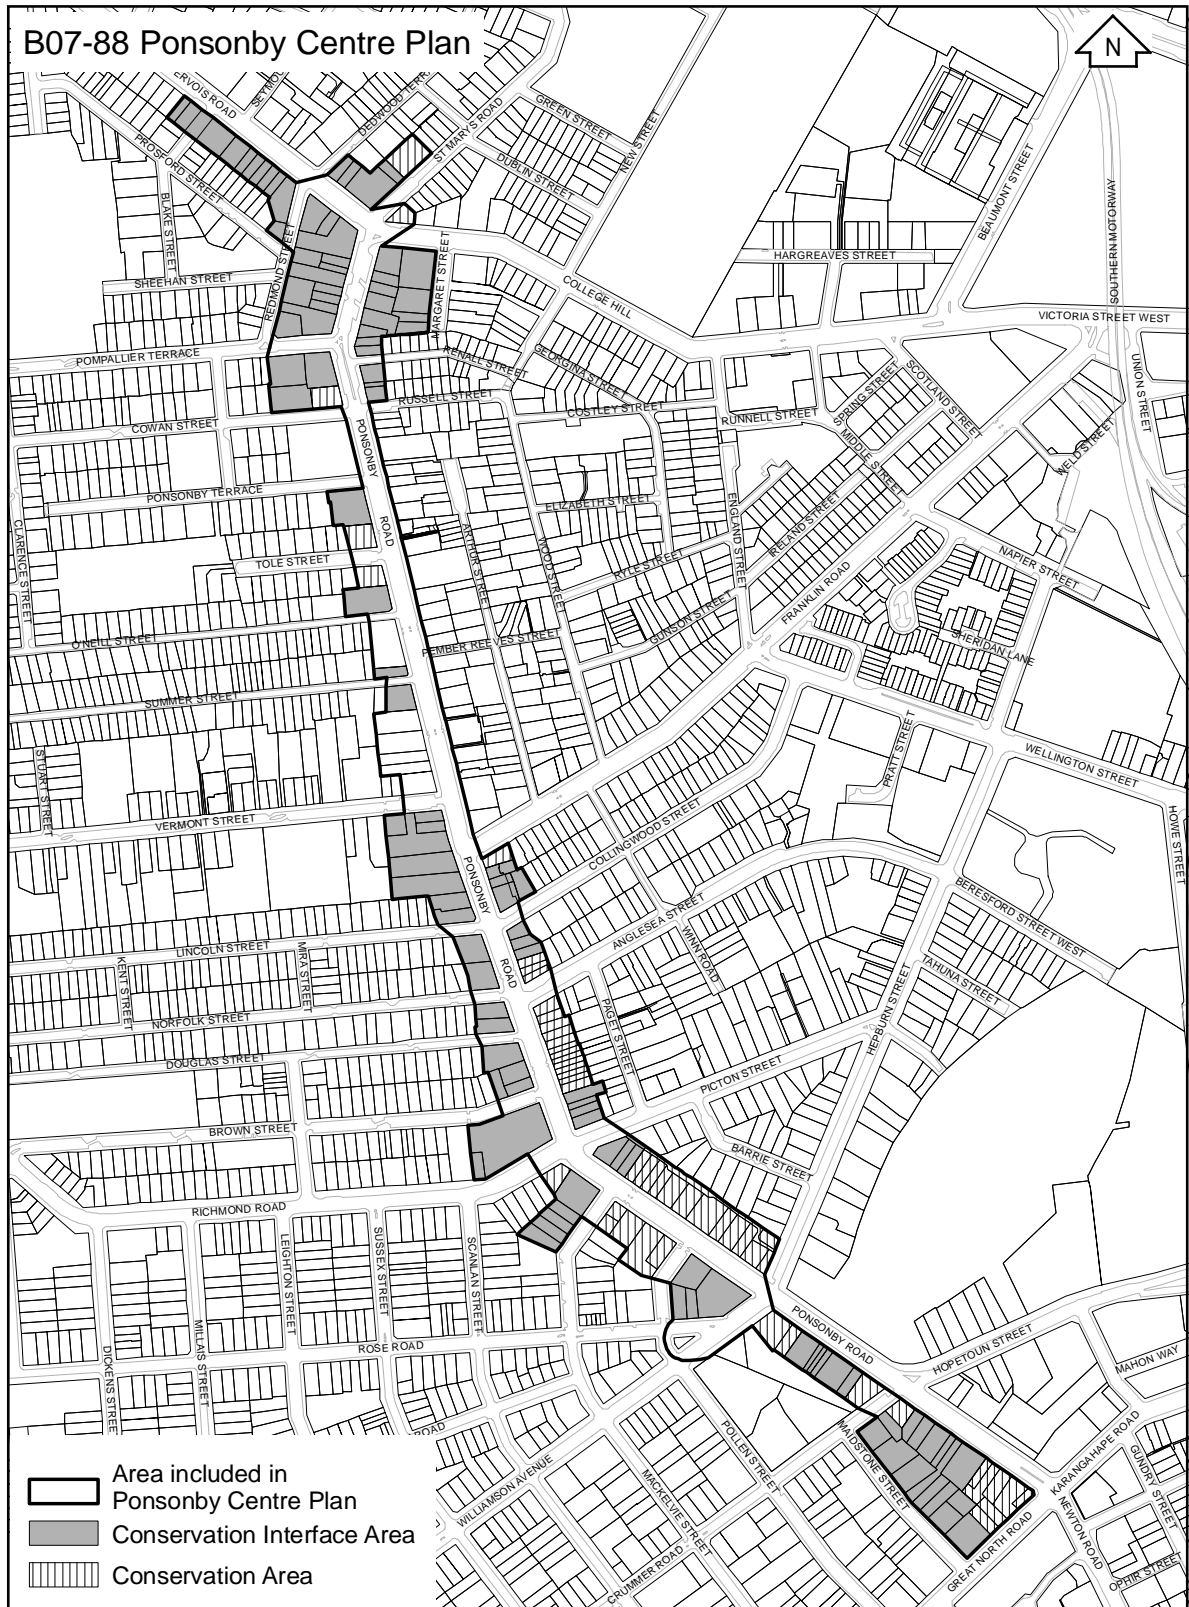 B07-88 Ponsonby Centre Plan
N
ERVOIS ROAD
DEDWOOD TERR
ST MARYS ROAD
GREEN STREET
DUBLIN STREET
NEW STREET
PROSFORD STREET
BLAKE STREET
BEAUMONT STREET
SOUTHERN MOTORWAY
HARGREAVES STREET
SHEEHAN STREET
REDMOND STREET
MARGARET STREET
COLLEGE HILL
VICTORIA STREET WEST
UNION STREET
POMPALLIER TERRACE
RENALL STREET
GEORGINA STREET
SPRING STREET
SCOTLAND STREET
RUSSELL STREET
COSTLEY STREET
RUNNELL STREET
COWAN STREET
PONSONBY
ROAD
MIDDLE STREET
WELD STREET
PONSONBY TERRACE
ELIZABETH STREET
ENGLAND STREET
IRELAND STREET
CLARENCE STREET
ARTHUR STREET
WOOD STREET
TOLE STREET
RYLE STREET
NAPIER STREET
FRANKLIN ROAD
GUNSON STREET
O'NEILL STREET
PEMBER REEVES STREET
SHERIDAN LANE
SUMMER STREET
STUART STREET
PRATT STREET
WELLINGTON STREET
HOWE STREET
VERMONT STREET
COLLINGWOOD STREET
PONSONBY
ROAD
BERESFORD STREET WEST
ANGLESEA STREET
WINN ROAD
LINCOLN STREET
KENT STREET
MIRA STREET
TAHUNA STREET
HEPBURN STREET
NORFOLK STREET
PAGET STREET
DOUGLAS STREET
PICTON STREET
BROWN STREET
BARRIE STREET
RICHMOND ROAD
LEIGHTON STREET
SUSSEX STREET
SCANLAN STREET
MILLAIS STREET
DICKENS STREE
ROSE ROAD
PONSONBY ROAD
HOPETOUN STREET
MAHON WAY
KARANGAHAPE ROAD
GUNDRY STREET
OAD
POLLEN STREET
MAIDSTONE STREET
WILLIAMSON AVENUE
MACKELVIE STREET
CRUMMER ROAD
GREAT NORTH ROAD
NEWTON ROAD
OPHIR STREET
Area included in
Ponsonby Centre Plan
Conservation Interface Area
Conservation Area